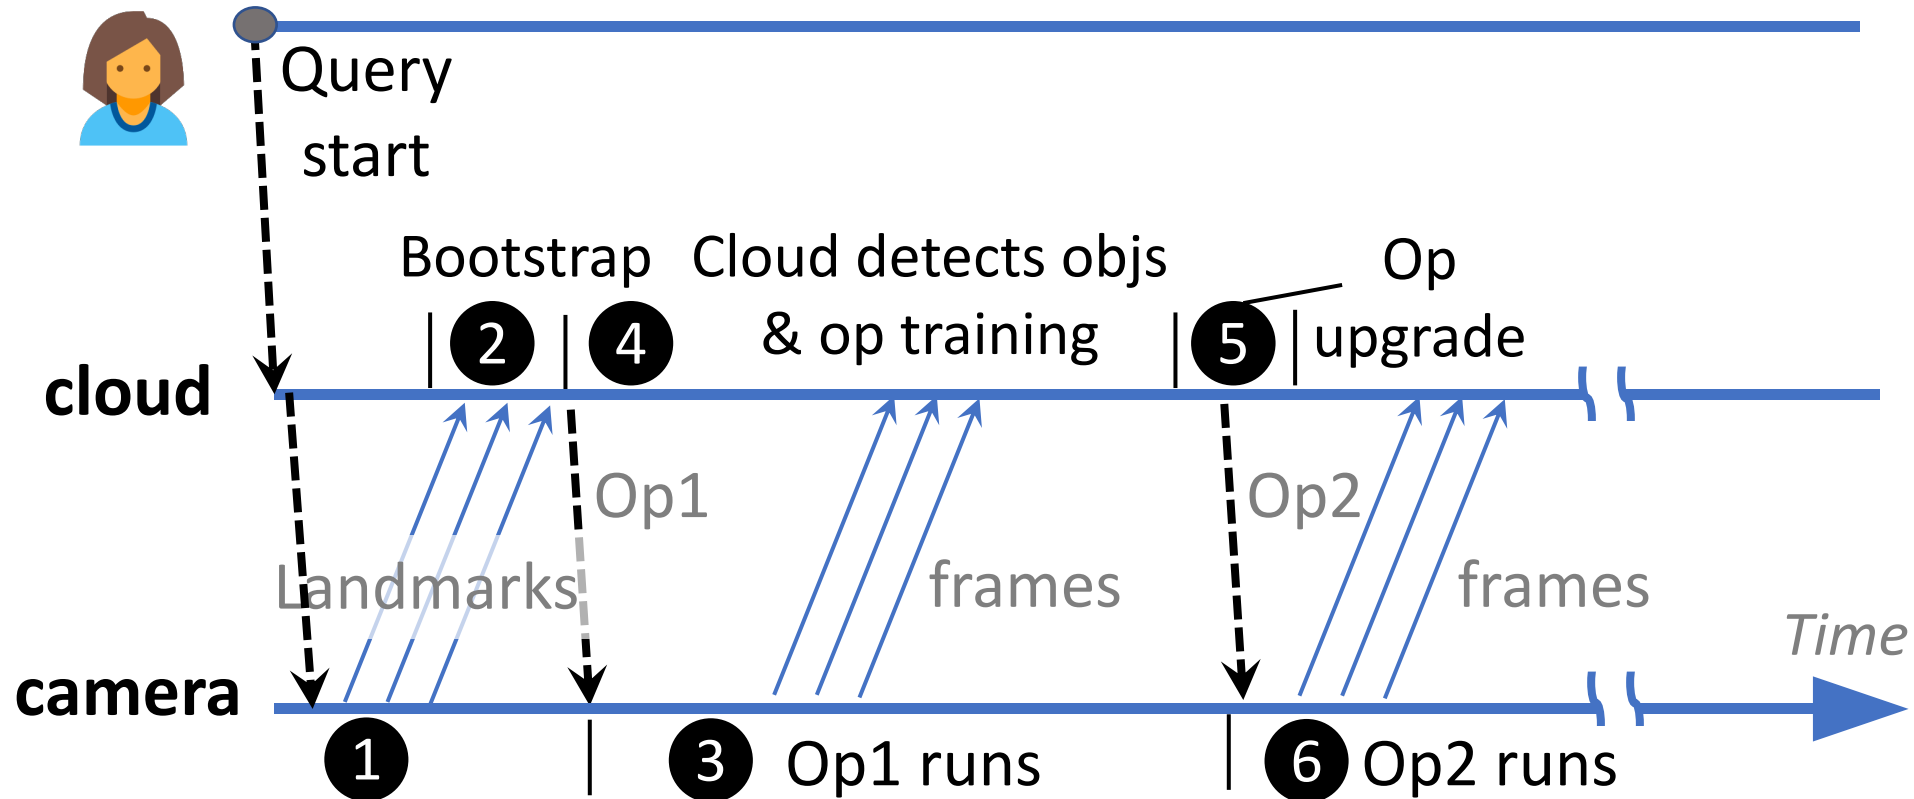 Query
start
Bootstrap
Cloud detects objs
& op training
Op
upgrade
2
4
5
cloud
Op1
Op2
Landmarks
frames
frames
Time
camera
1
3
Op1 runs
6
Op2 runs